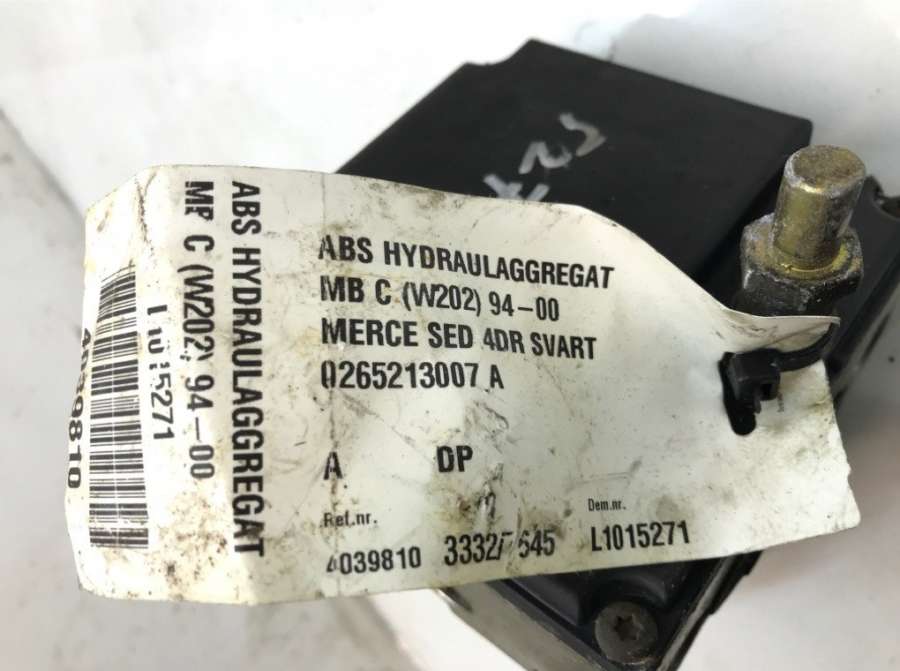 ABS HYDRAULAGGREGAT
MB C (W202) 94-00
MERCE SED 4DR SVART
0265213007 A
A DP
Ref.nr. Dem.nr.
4039810 L1015271
ABS HYDRAULAGGREGAT
C (W202) 94-00
4039810